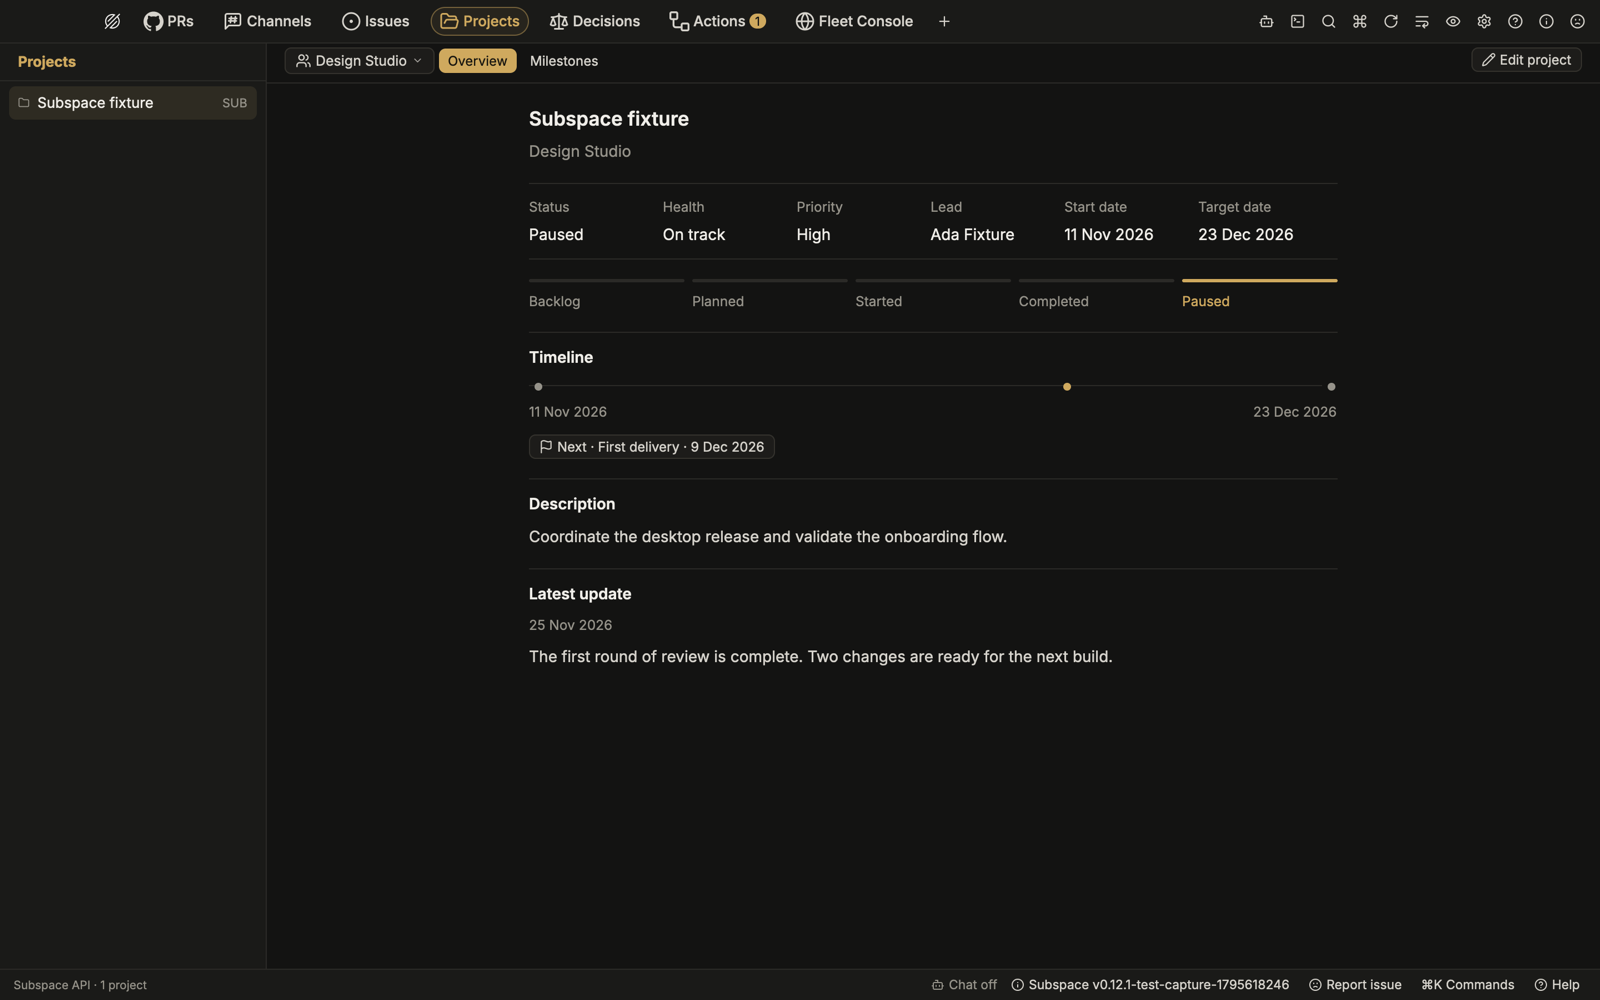 PRs Channels Issues Projects Decisions Actions 1 Fleet Console
Projects
Subspace fixture SUB
Design Studio Overview Milestones Edit project
Subspace fixture
Design Studio
Status Health Priority Lead Start date Target date
Paused On track High Ada Fixture 11 Nov 2026 23 Dec 2026
Backlog Planned Started Completed Paused
Timeline
11 Nov 2026 23 Dec 2026
Next · First delivery · 9 Dec 2026
Description
Coordinate the desktop release and validate the onboarding flow.
Latest update
25 Nov 2026
The first round of review is complete. Two changes are ready for the next build.
Subspace API · 1 project Chat off Subspace v0.12.1-test-capture-1795618246 Report issue ⌘K Commands Help